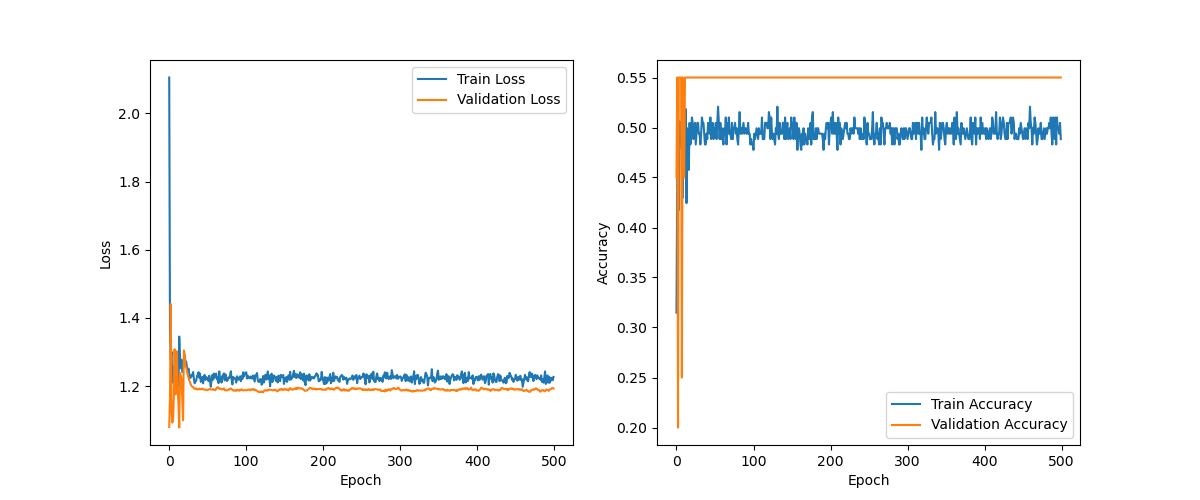 Train Loss
Validation Loss
2.0
1.8
1.6
1.4
1.2
Loss
0 100 200 300 400 500
Epoch
0.55
0.50
0.45
0.40
0.35
0.30
0.25
0.20
Accuracy
Train Accuracy
Validation Accuracy
0 100 200 300 400 500
Epoch